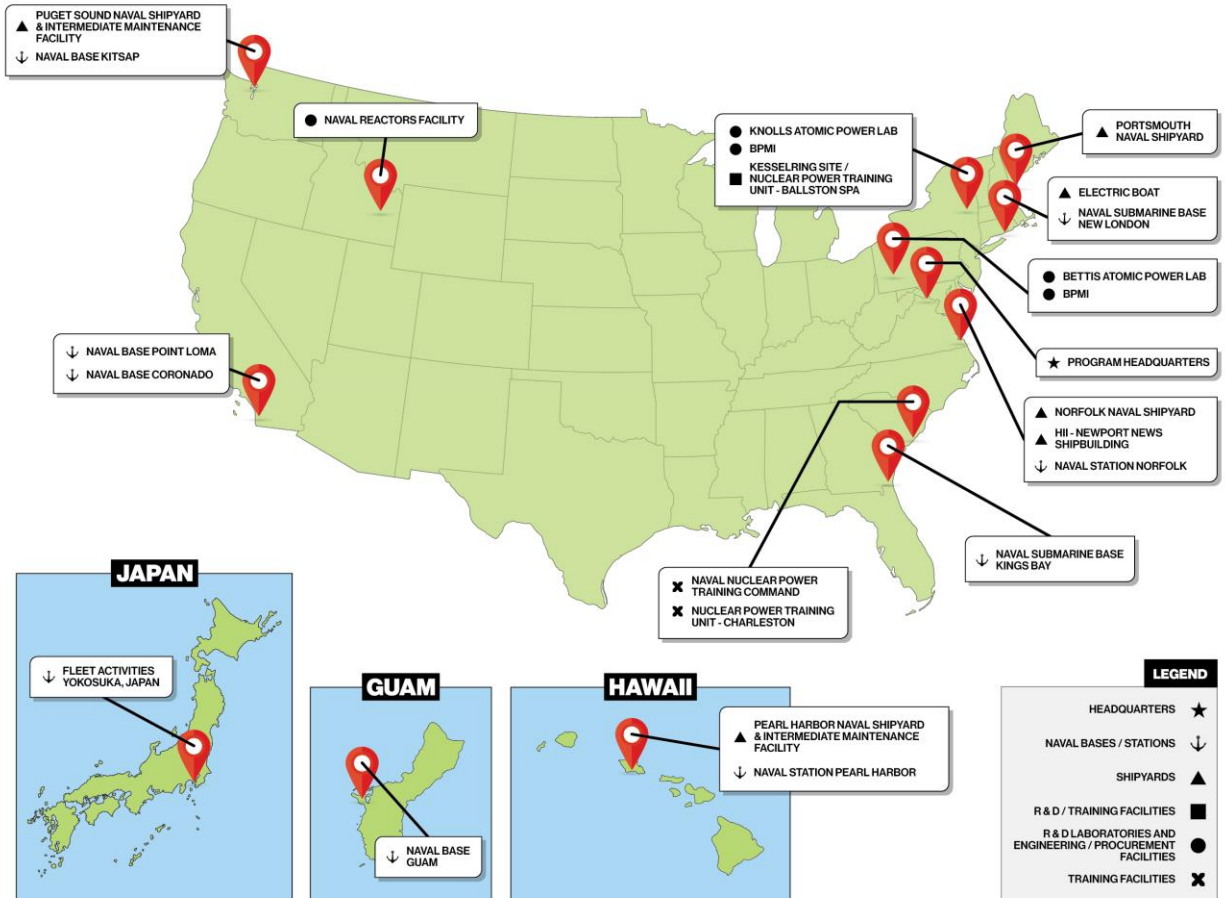 PUGET SOUND NAVAL SHIPYARD
& INTERMEDIATE MAINTENANCE
FACILITY
NAVAL BASE KITSAP
NAVAL REACTORS FACILITY
KNOLLS ATOMIC POWER LAB
BPMI
KESSELRING SITE /
NUCLEAR POWER TRAINING
UNIT - BALLSTON SPA
PORTSMOUTH
NAVAL SHIPYARD
ELECTRIC BOAT
NAVAL SUBMARINE BASE
NEW LONDON
BETTIS ATOMIC POWER LAB
BPMI
PROGRAM HEADQUARTERS
NAVAL BASE POINT LOMA
NAVAL BASE CORONADO
NORFOLK NAVAL SHIPYARD
HII - NEWPORT NEWS
SHIPBUILDING
NAVAL STATION NORFOLK
NAVAL SUBMARINE BASE
KINGS BAY
NAVAL NUCLEAR POWER
TRAINING COMMAND
NUCLEAR POWER TRAINING
UNIT - CHARLESTON
JAPAN
FLEET ACTIVITIES
YOKOSUKA, JAPAN
GUAM
NAVAL BASE
GUAM
HAWAII
PEARL HARBOR NAVAL SHIPYARD
& INTERMEDIATE MAINTENANCE
FACILITY
NAVAL STATION PEARL HARBOR
LEGEND
HEADQUARTERS
NAVAL BASES / STATIONS
SHIPYARDS
R & D / TRAINING FACILITIES
R & D LABORATORIES AND
ENGINEERING / PROCUREMENT
FACILITIES
TRAINING FACILITIES